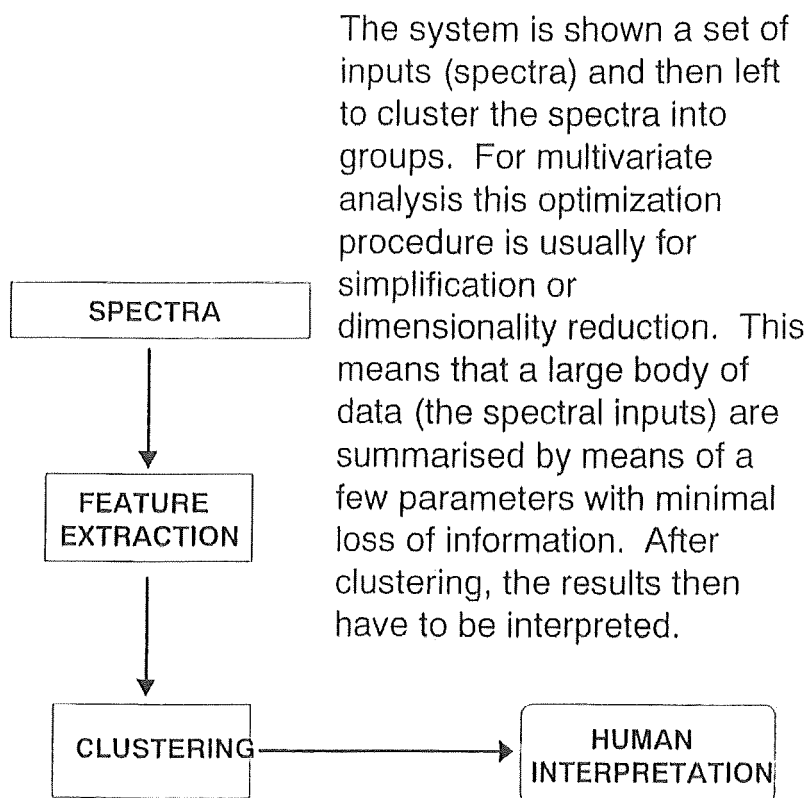 The system is shown a set of
inputs (spectra) and then left
to cluster the spectra into
groups. For multivariate
analysis this optimization
procedure is usually for
simplification or
dimensionality reduction. This
means that a large body of
data (the spectral inputs) are
summarised by means of a
few parameters with minimal
loss of information. After
clustering, the results then
have to be interpreted.
SPECTRA
FEATURE
EXTRACTION
CLUSTERING
HUMAN
INTERPRETATION